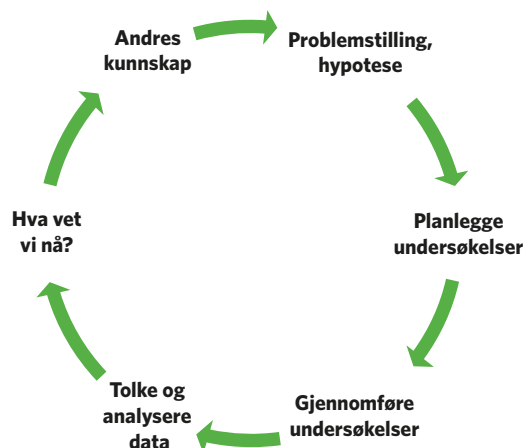 Andres
kunnskap
Problemstilling,
hypotese
Planlegge
undersøkelser
Gjennomføre
undersøkelser
Tolke og
analysere
data
Hva vet
vi nå?